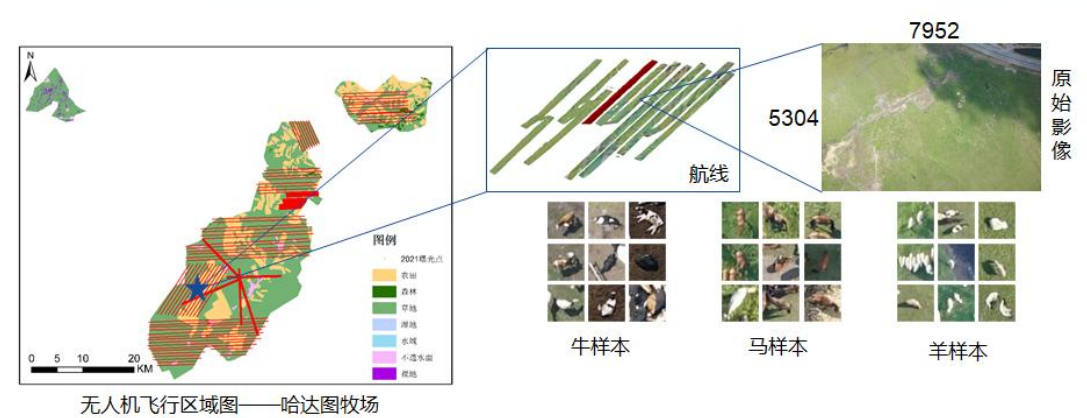 N
图例
2021曝光点
农田
森林
草地
湿地
水域
不透水面
裸地
0 5 10 20
KM
无人机飞行区域图——哈达图牧场
航线
7952
5304
原始影像
牛样本
马样本
羊样本